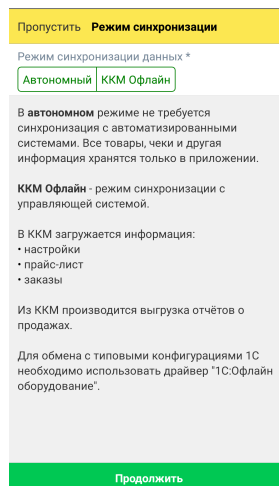 Пропустить Режим синхронизации
Режим синхронизации данных *
Автономный ККМ Офлайн
В автономном режиме не требуется
синхронизация с автоматизированными
системами. Все товары, чеки и другая
информация хранятся только в приложении.
ККМ Офлайн - режим синхронизации с
управляющей системой.
В ККМ загружается информация:
• настройки
• прайс-лист
• заказы
Из ККМ производится выгрузка отчётов о
продажах.
Для обмена с типовыми конфигурациями 1С
необходимо использовать драйвер "1С:Офлайн
оборудование".
Продолжить